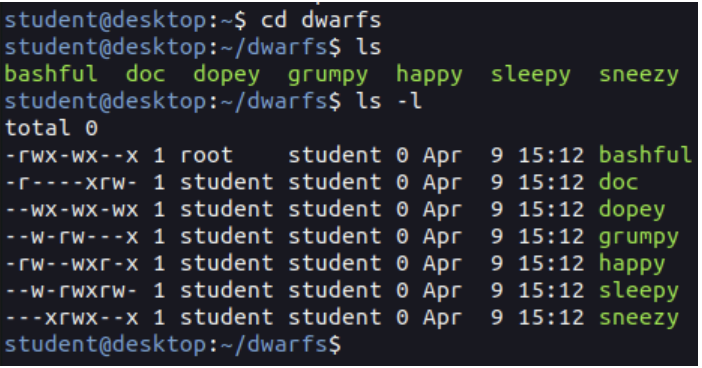 student@desktop:~$ cd dwarfs
student@desktop:~/dwarfs$ ls
bashful  doc  dopey  grumpy  happy  sleepy  sneezy
student@desktop:~/dwarfs$ ls -l
total 0
-rwx-wx--x 1 root    student 0 Apr  9 15:12 bashful
-r----xrw- 1 student student 0 Apr  9 15:12 doc
--wx-wx-wx 1 student student 0 Apr  9 15:12 dopey
--w-rw---x 1 student student 0 Apr  9 15:12 grumpy
-rw--wxr-x 1 student student 0 Apr  9 15:12 happy
--w-rwxrw- 1 student student 0 Apr  9 15:12 sleepy
---xrwx--x 1 student student 0 Apr  9 15:12 sneezy
student@desktop:~/dwarfs$